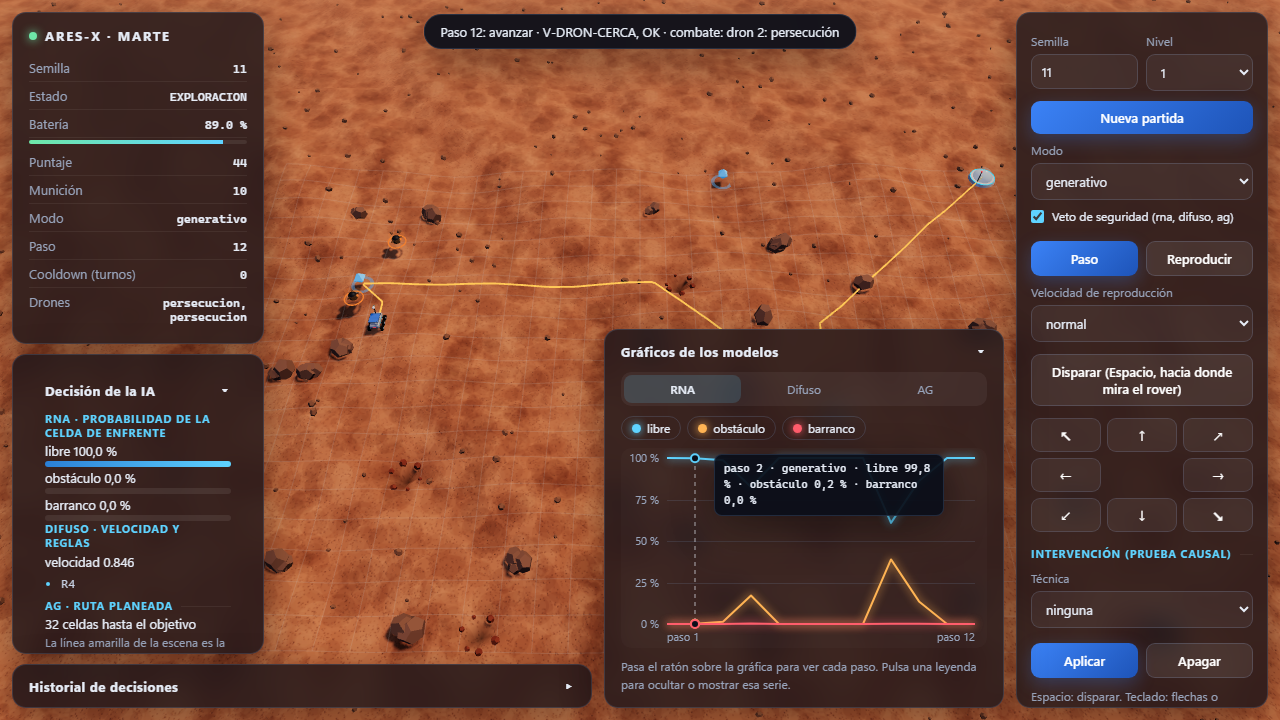 ARES-X · MARTE
Semilla 11
Estado EXPLORACION
Batería 89.0 %
Puntaje 44
Munición 10
Modo generativo
Paso 12
Cooldown (turnos) 0
Drones persecucion,
persecucion
Decisión de la IA
RNA · PROBABILIDAD DE LA
CELDA DE ENFRENTE
libre 100,0 %
obstáculo 0,0 %
barranco 0,0 %
DIFUSO · VELOCIDAD Y
REGLAS
velocidad 0.846
• R4
AG · RUTA PLANEADA
32 celdas hasta el objetivo
La línea amarilla de la escena es la
Historial de decisiones
Paso 12: avanzar · V-DRON-CERCA, OK · combate: dron 2: persecución
Gráficos de los modelos
RNA Difuso AG
libre obstáculo barranco
100 %
75 %
50 %
25 %
0 %
paso 2 · generativo · libre 99,8
% · obstáculo 0,2 % · barranco
0,0 %
paso 1 paso 12
Pasa el ratón sobre la gráfica para ver cada paso. Pulsa una leyenda
para ocultar o mostrar esa serie.
Semilla Nivel
11 1
Nueva partida
Modo
generativo
Veto de seguridad (rna, difuso, ag)
Paso Reproducir
Velocidad de reproducción
normal
Disparar (Espacio, hacia donde
mira el rover)
↖ ↑ ↗
← →
↙ ↓ ↘
INTERVENCIÓN (PRUEBA CAUSAL)
Técnica
ninguna
Aplicar Apagar
Espacio: disparar. Teclado: flechas o